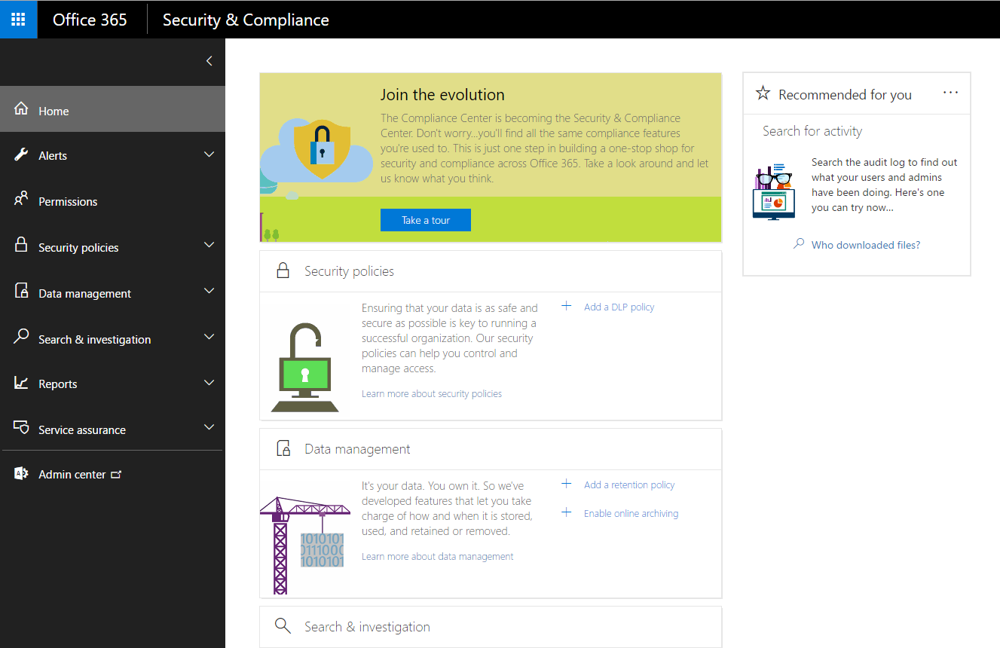 Office 365
Security & Compliance
Home
Alerts
Permissions
Security policies
Data management
Search & investigation
Reports
Service assurance
Admin center
Join the evolution
The Compliance Center is becoming the Security & Compliance
Center. Don't worry...you'll find all the same compliance features
you're used to. This is just one step in building a one-stop shop for
security and compliance across Office 365. Take a look around and let
us know what you think.
Take a tour
Security policies
Ensuring that your data is as safe and
secure as possible is key to running a
successful organization. Our security
policies can help you control and
manage access.
Learn more about security policies
Add a DLP policy
Data management
It's your data. You own it. So we've
developed features that let you take
charge of how and when it is stored,
used, and retained or removed.
Learn more about data management
Add a retention policy
Enable online archiving
1010101
0111000
1010101
Search & investigation
Recommended for you
Search for activity
Search the audit log to find out
what your users and admins
have been doing. Here's one
you can try now...
Who downloaded files?